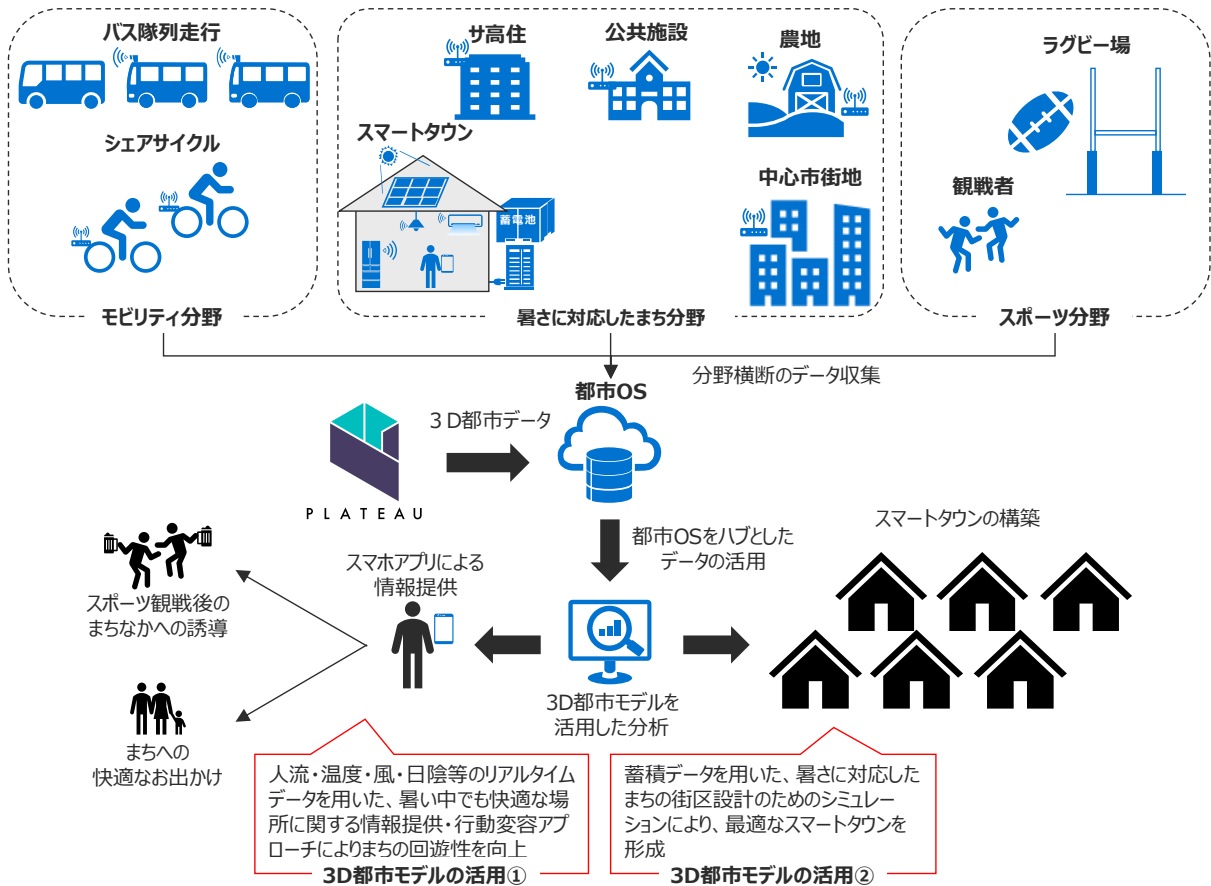 バス隊列走行
シェアサイクル
モビリティ分野
サ高住
公共施設
農地
スマートタウン
蓄電池
中心市街地
暑さに対応したまち分野
ラグビー場
観戦者
スポーツ分野
分野横断のデータ収集
都市OS
3D都市データ
PLATEAU
都市OSをハブとした
データの活用
スマートタウンの構築
スマホアプリによる
情報提供
スポーツ観戦後の
まちなかへの誘導
3D都市モデルを
活用した分析
まちへの
快適なお出かけ
人流・温度・風・日陰等のリアルタイム
データを用いた、暑い中でも快適な場
所に関する情報提供・行動変容アプ
ローチによりまちの回遊性を向上
3D都市モデルの活用①
蓄積データを用いた、暑さに対応した
まちの街区設計のためのシミュレー
ションにより、最適なスマートタウンを
形成
3D都市モデルの活用②